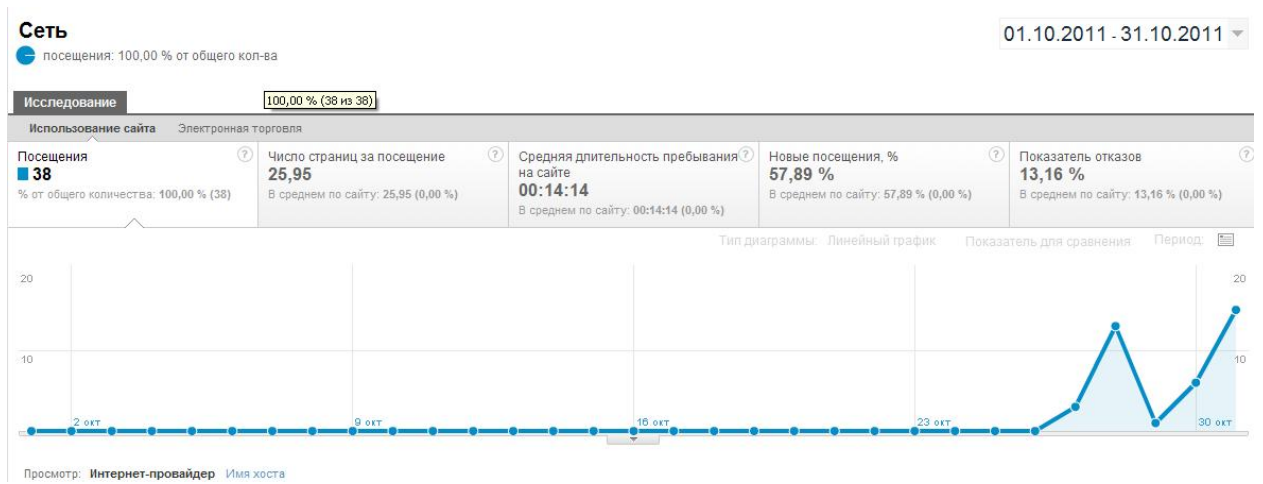 Сеть
01.10.2011 - 31.10.2011
посещения: 100,00 % от общего кол-ва
Исследование
100,00 % (38 из 38)
Использование сайта Электронная торговля
Посещения ?
38
% от общего количества: 100,00 % (38)
Число страниц за посещение ?
25,95
В среднем по сайту: 25,95 (0,00 %)
Средняя длительность пребывания ?
на сайте
00:14:14
В среднем по сайту: 00:14:14 (0,00 %)
Новые посещения, % ?
57,89 %
В среднем по сайту: 57,89 % (0,00 %)
Показатель отказов ?
13,16 %
В среднем по сайту: 13,16 % (0,00 %)
Тип диаграммы: Линейный график Показатель для сравнения Период:
20 20
10 10
2 окт 9 окт 16 окт 23 окт 30 окт
Просмотр: Интернет-провайдер Имя хоста